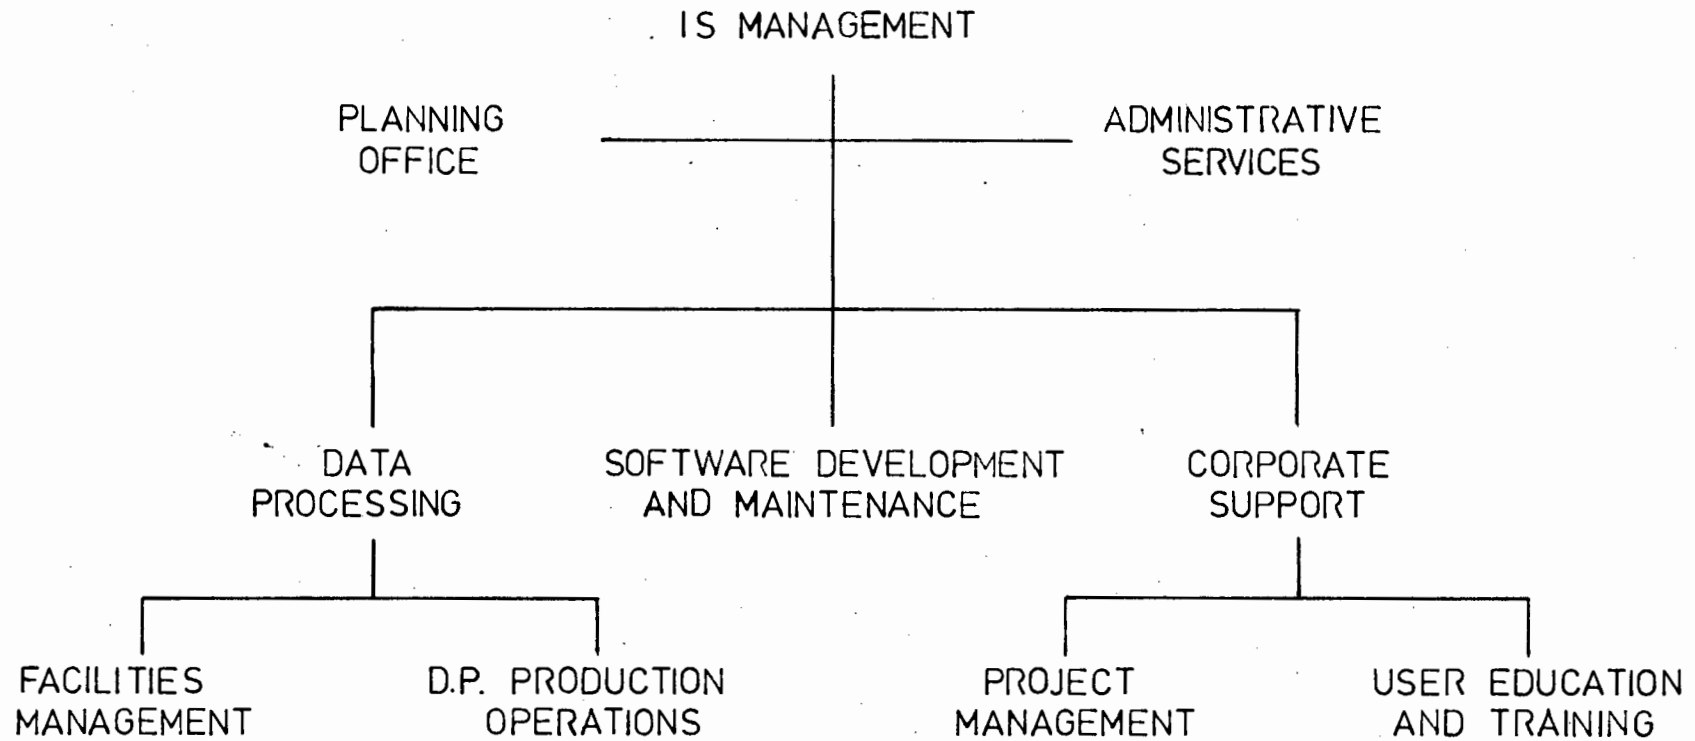 IS MANAGEMENT
PLANNING
OFFICE
ADMINISTRATIVE
SERVICES
DATA
PROCESSING
SOFTWARE DEVELOPMENT
AND MAINTENANCE
CORPORATE
SUPPORT
FACILITIES
MANAGEMENT
D.P. PRODUCTION
OPERATIONS
PROJECT
MANAGEMENT
USER EDUCATION
AND TRAINING